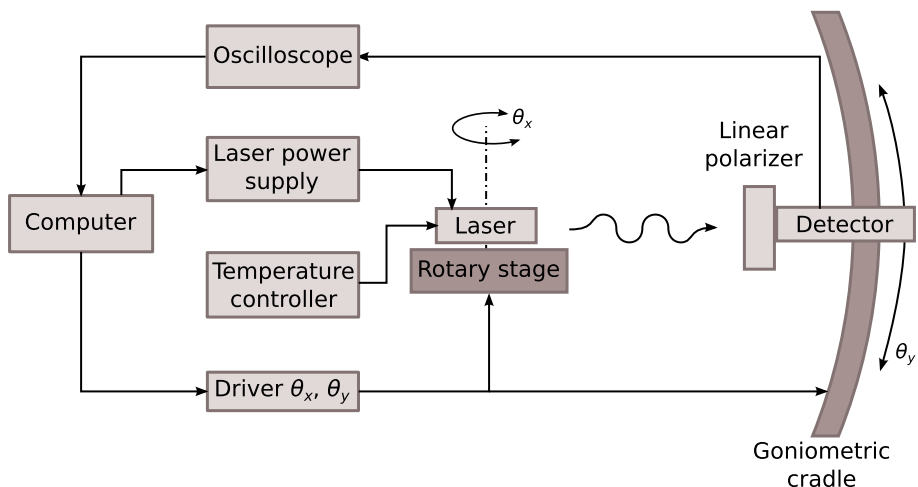 Oscilloscope
θx
Linear
polarizer
Laser power
supply
Computer
Laser
Detector
Rotary stage
Temperature
controller
θy
Driver θx, θy
Goniometric
cradle